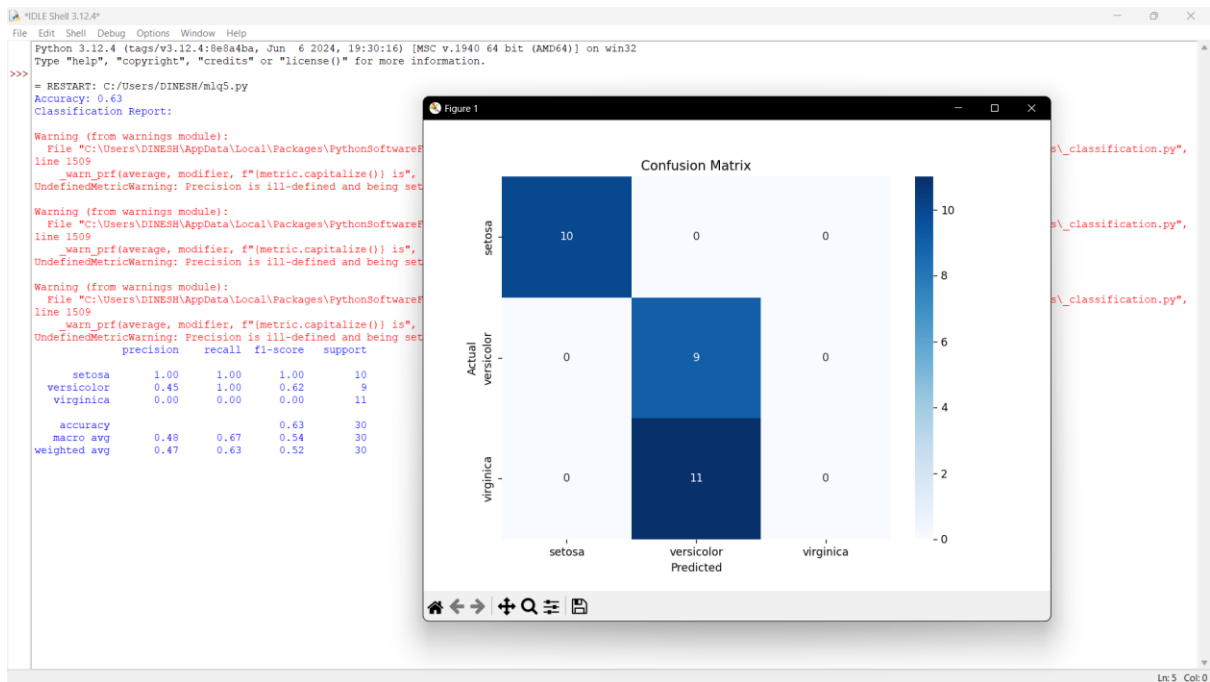 *IDLE Shell 3.12.4*
File Edit Shell Debug Options Window Help
Python 3.12.4 (tags/v3.12.4:8e8a4ba, Jun 6 2024, 19:30:16) [MSC v.1940 64 bit (AMD64)] on win32
Type "help", "copyright", "credits" or "license()" for more information.
>>>
= RESTART: C:/Users/DINESH/mlq5.py
Accuracy: 0.63
Classification Report:
Warning (from warnings module):
File "C:\Users\DINESH\AppData\Local\Packages\PythonSoftwareF s\_classification.py",
line 1509
_warn_prf(average, modifier, f"{metric.capitalize()} is",
UndefinedMetricWarning: Precision is ill-defined and being set
Warning (from warnings module):
File "C:\Users\DINESH\AppData\Local\Packages\PythonSoftwareF s\_classification.py",
line 1509
_warn_prf(average, modifier, f"{metric.capitalize()} is",
UndefinedMetricWarning: Precision is ill-defined and being set
Warning (from warnings module):
File "C:\Users\DINESH\AppData\Local\Packages\PythonSoftwareF s\_classification.py",
line 1509
_warn_prf(average, modifier, f"{metric.capitalize()} is",
UndefinedMetricWarning: Precision is ill-defined and being set
precision recall f1-score support
setosa 1.00 1.00 1.00 10
versicolor 0.45 1.00 0.62 9
virginica 0.00 0.00 0.00 11
accuracy 0.63 30
macro avg 0.48 0.67 0.54 30
weighted avg 0.47 0.63 0.52 30
Figure 1
Confusion Matrix
setosa 10 0 0
Actual
versicolor 0 9 0
virginica 0 11 0
setosa versicolor virginica
Predicted
10
8
6
4
2
0
Ln: 5 Col: 0